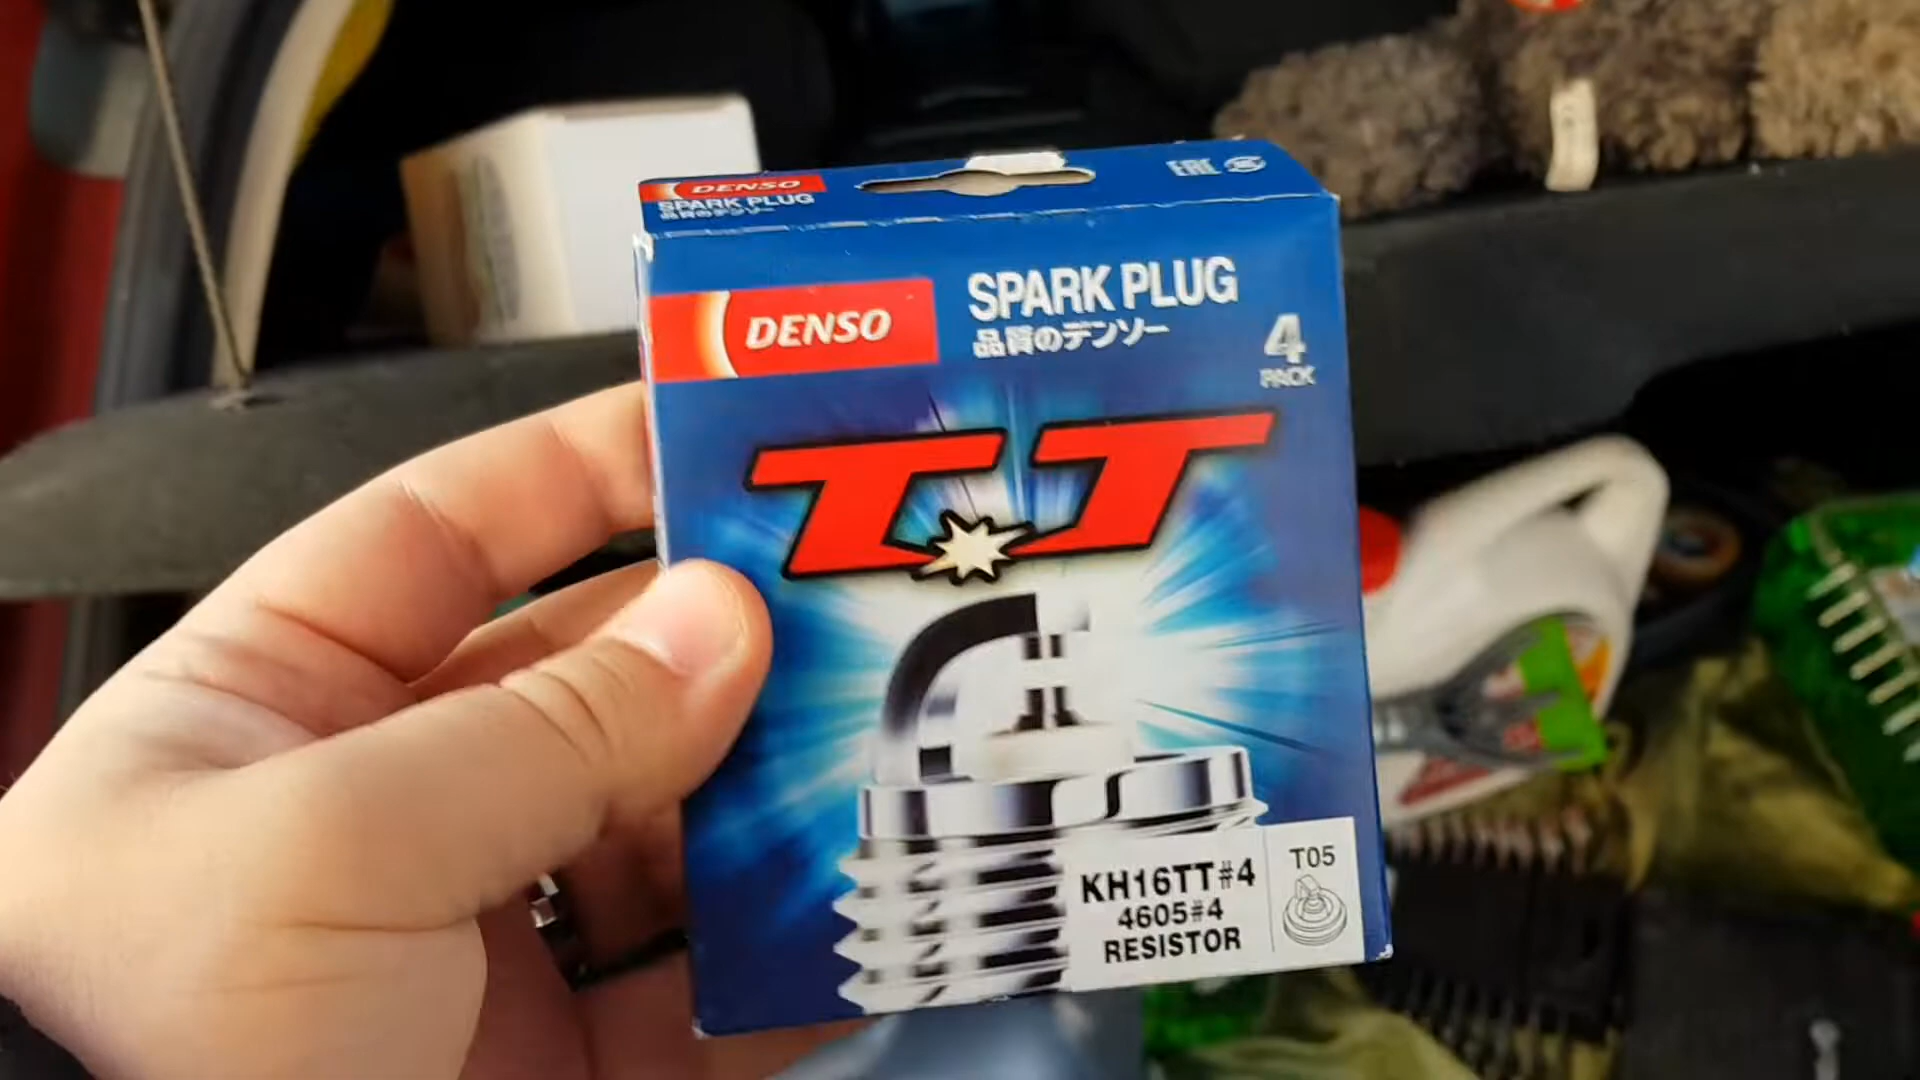 DENSO
SPARK PLUG
品質のデンソー
EAC
DENSO
SPARK PLUG
品質のデンソー
4
PACK
TT
KH16TT#4
4605#4
RESISTOR
T05